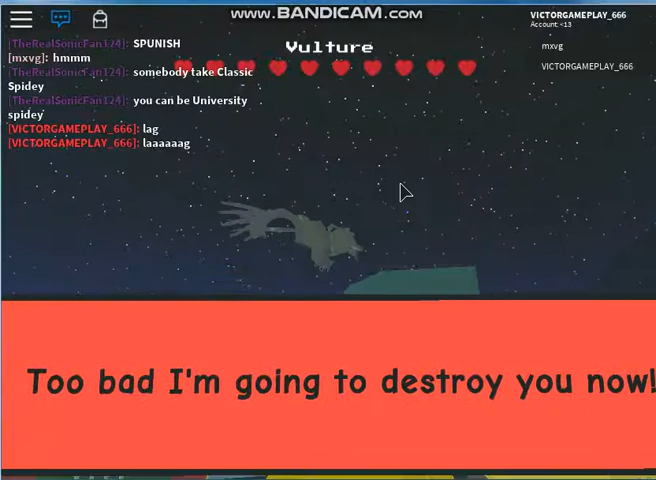 WWW.BANDICAM.COM
VICTORGAMEPLAY_666
Account: <13
mxvg
VICTORGAMEPLAY_666
[TheRealSonicFan124]: SPUNISH
[mxvg]: hmmm
[TheRealSonicFan124]: somebody take Classic
Spidey
[TheRealSonicFan124]: you can be University
spidey
[VICTORGAMEPLAY_666]: lag
[VICTORGAMEPLAY_666]: laaaaaag
Vulture
Too bad I'm going to destroy you now!